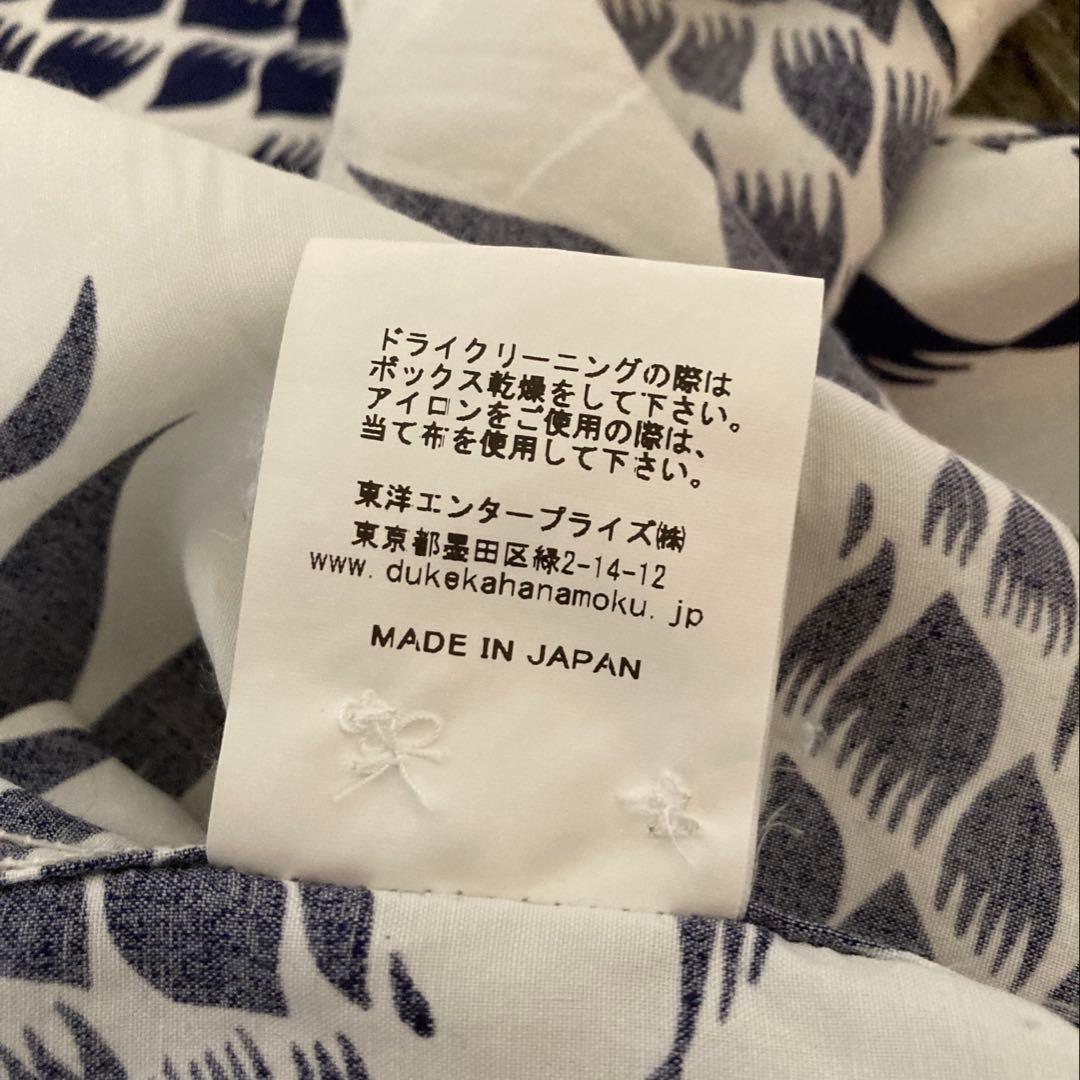 ドライクリーニングの際は
ボックス乾燥をして下さい。
アイロンをご使用の際は、
当て布を使用して下さい。
東洋エンタープライズ㈱
東京都墨田区緑2-14-12
www.dukekahanamoku.jp
MADE IN JAPAN